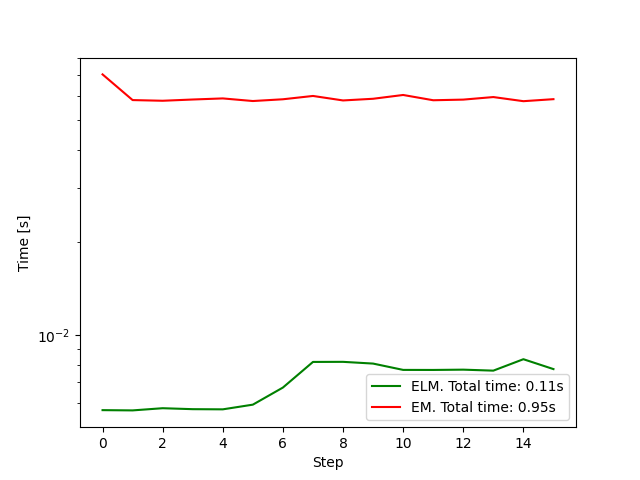 Time [s]
10⁻²
0 2 4 6 8 10 12 14
Step
ELM. Total time: 0.11s
EM. Total time: 0.95s